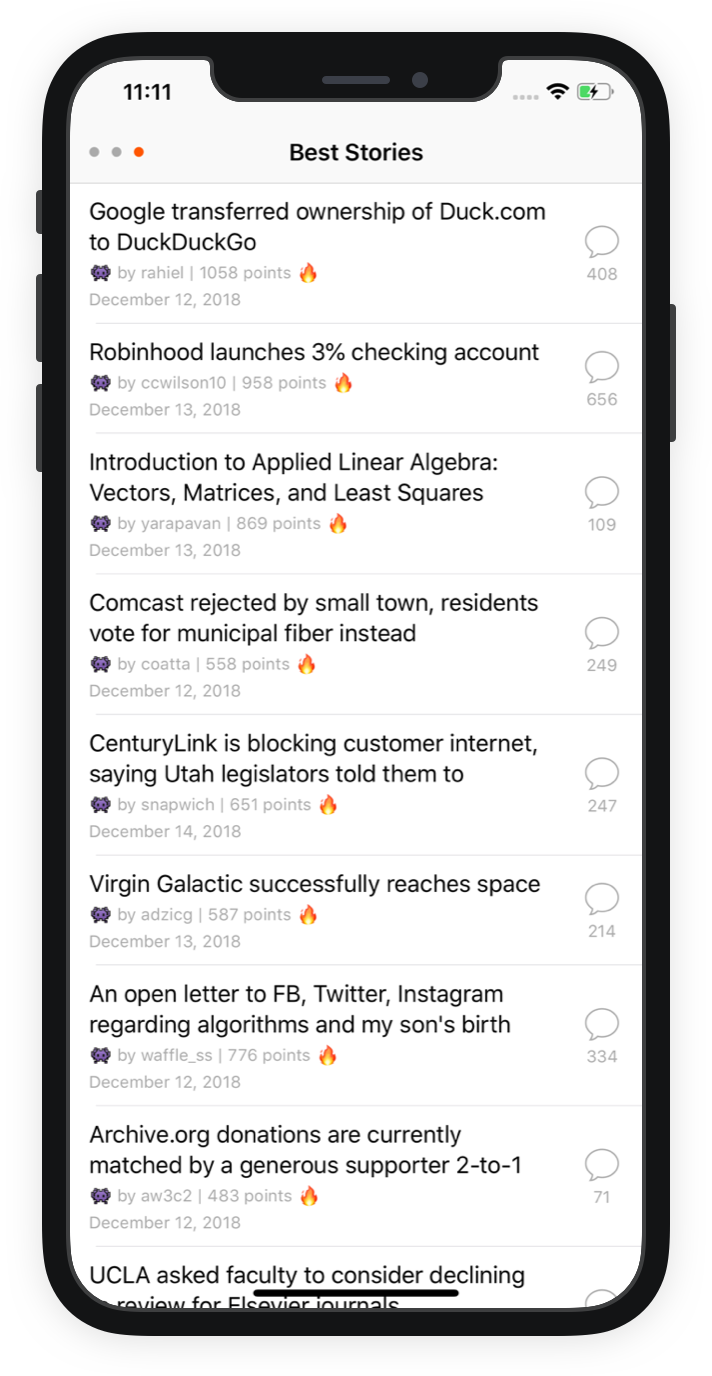 11:11
Best Stories
Google transferred ownership of Duck.com
to DuckDuckGo
by rahiel | 1058 points
408
December 12, 2018
Robinhood launches 3% checking account
by ccwilson10 | 958 points
656
December 13, 2018
Introduction to Applied Linear Algebra:
Vectors, Matrices, and Least Squares
by yarapavan | 869 points
109
December 13, 2018
Comcast rejected by small town, residents
vote for municipal fiber instead
by coatta | 558 points
249
December 12, 2018
CenturyLink is blocking customer internet,
saying Utah legislators told them to
by snapwich | 651 points
247
December 14, 2018
Virgin Galactic successfully reaches space
by adzicg | 587 points
214
December 13, 2018
An open letter to FB, Twitter, Instagram
regarding algorithms and my son's birth
by waffle_ss | 776 points
334
December 12, 2018
Archive.org donations are currently
matched by a generous supporter 2-to-1
by aw3c2 | 483 points
71
December 12, 2018
UCLA asked faculty to consider declining
review for Elsevier journals